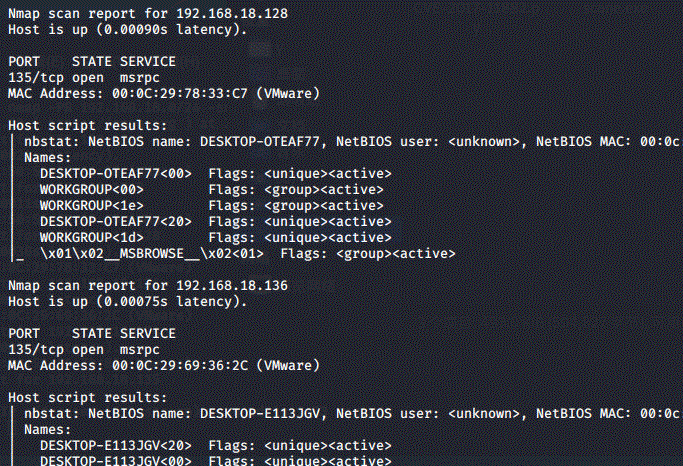 Nmap scan report for 192.168.18.128
Host is up (0.00090s latency).
PORT    STATE SERVICE
135/tcp open  msrpc
MAC Address: 00:0C:29:78:33:C7 (VMware)
Host script results:
| nbstat: NetBIOS name: DESKTOP-OTEAF77, NetBIOS user: <unknown>, NetBIOS MAC: 00:0c:
| Names:
|   DESKTOP-OTEAF77<00>  Flags: <unique><active>
|   WORKGROUP<00>        Flags: <group><active>
|   WORKGROUP<1e>        Flags: <group><active>
|   DESKTOP-OTEAF77<20>  Flags: <unique><active>
|   WORKGROUP<1d>        Flags: <unique><active>
|_  \x01\x02__MSBROWSE__\x02<01>  Flags: <group><active>
Nmap scan report for 192.168.18.136
Host is up (0.00075s latency).
PORT    STATE SERVICE
135/tcp open  msrpc
MAC Address: 00:0C:29:69:36:2C (VMware)
Host script results:
| nbstat: NetBIOS name: DESKTOP-E113JGV, NetBIOS user: <unknown>, NetBIOS MAC: 00:0c:
| Names:
|   DESKTOP-E113JGV<20>  Flags: <unique><active>
|   DESKTOP-E113JGV<00>  Flags: <unique><active>